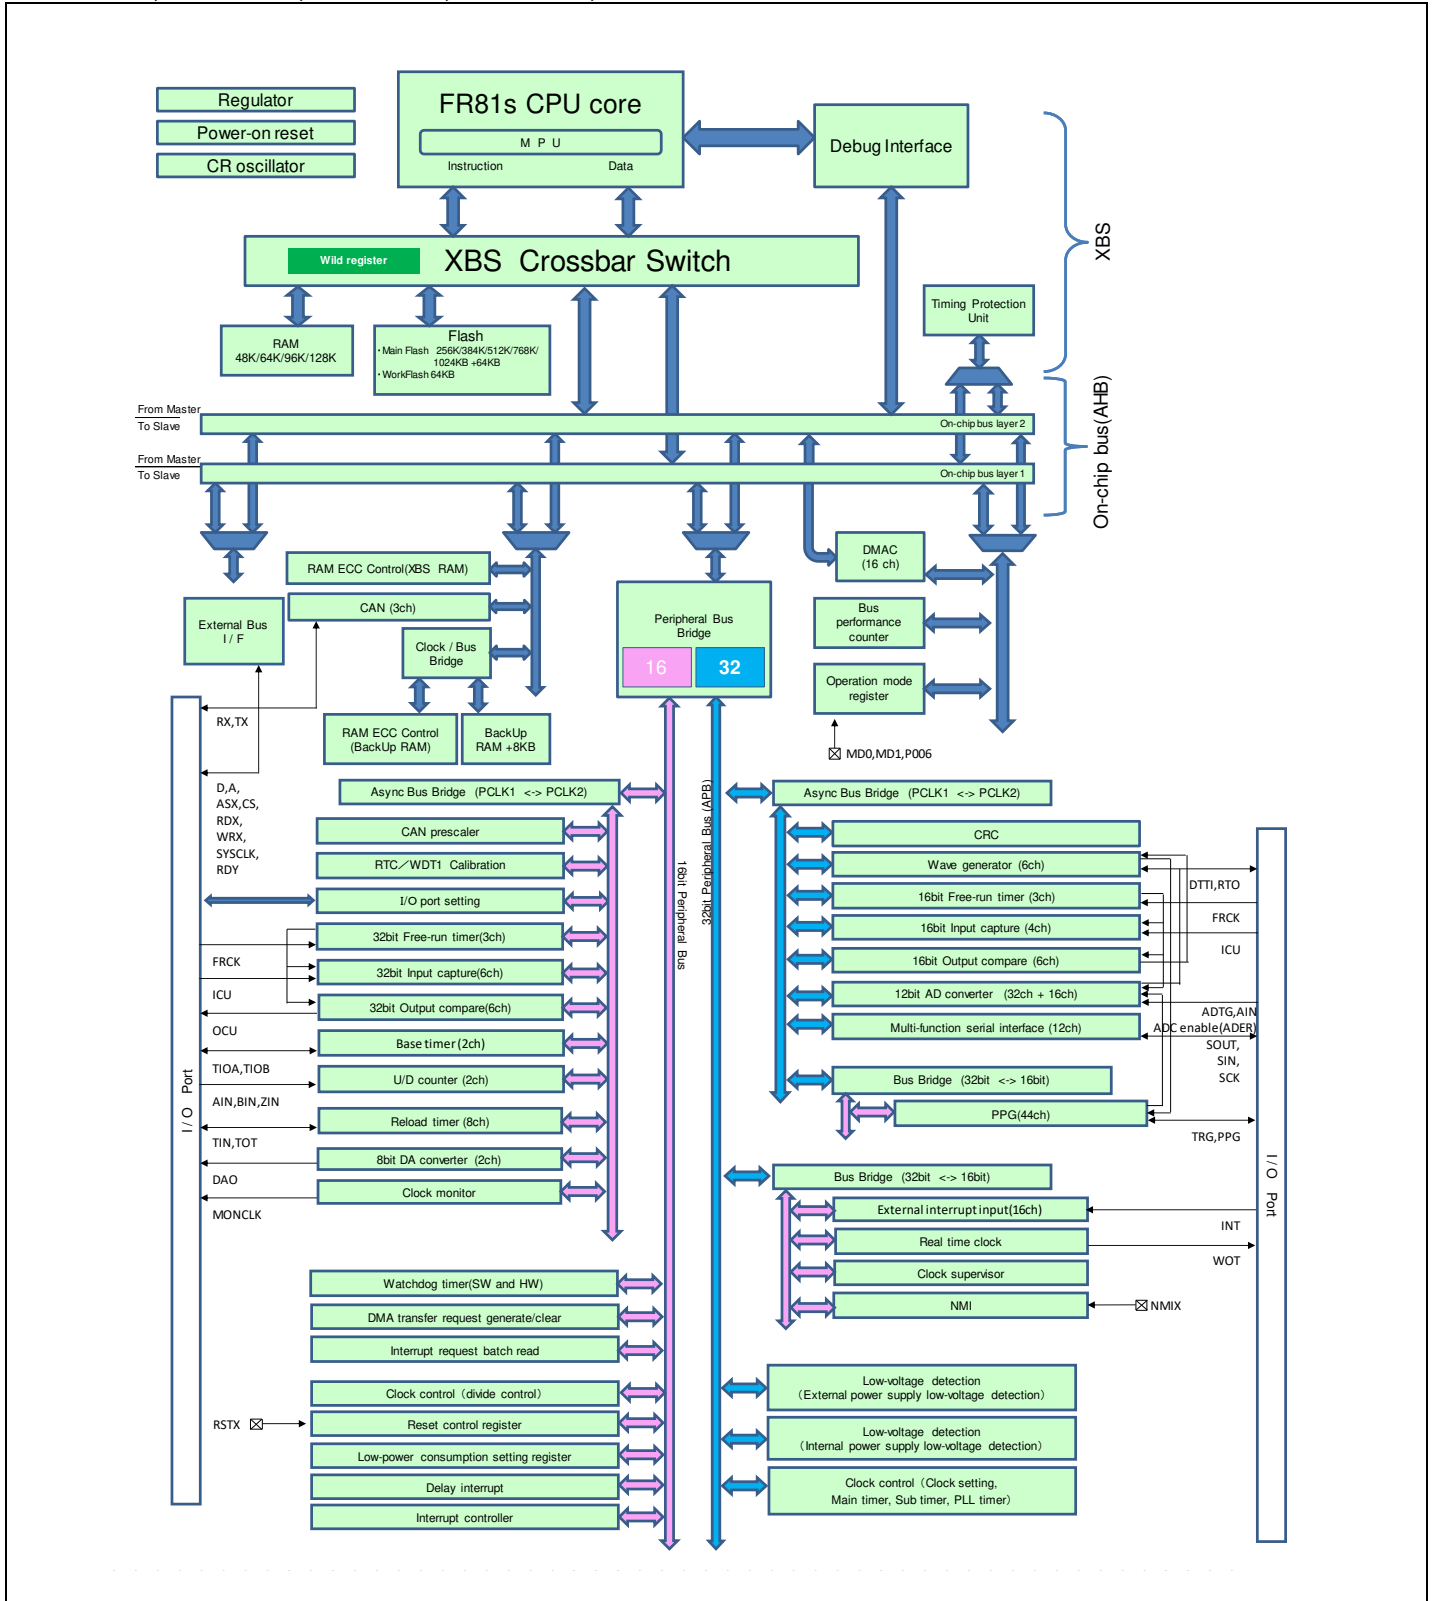 Regulator
Power-on reset
CR oscillator
FR81s CPU core
M P U
Instruction
Data
Debug Interface
XBS
Wild register
XBS Crossbar Switch
Timing Protection
Unit
RAM
48K/64K/96K/128K
Flash
・Main Flash 256K/384K/512K/768K/
1024KB +64KB
・WorkFlash 64KB
On-chip bus(AHB)
From Master
To Slave
On-chip bus layer 2
From Master
To Slave
On-chip bus layer 1
RAM ECC Control(XBS RAM)
CAN (3ch)
External Bus
I / F
Clock / Bus
Bridge
RAM ECC Control
(BackUp RAM)
BackUp
RAM +8KB
Peripheral Bus
Bridge
16
32
DMAC
(16 ch)
Bus
performance
counter
Operation mode
register
MD0,MD1,P006
RX,TX
D,A,
ASX,CS,
RDX,
WRX,
SYSCLK,
RDY
I / O Port
16bit Peripheral Bus
32bit Peripheral Bus (APB)
Async Bus Bridge (PCLK1 <-> PCLK2)
CAN prescaler
RTC／WDT1 Calibration
I/O port setting
32bit Free-run timer(3ch)
FRCK
32bit Input capture(6ch)
ICU
32bit Output compare(6ch)
OCU
Base timer (2ch)
TIOA,TIOB
U/D counter (2ch)
AIN,BIN,ZIN
Reload timer (8ch)
TIN,TOT
8bit DA converter (2ch)
DAO
Clock monitor
MONCLK
Watchdog timer(SW and HW)
DMA transfer request generate/clear
Interrupt request batch read
Clock control（divide control）
RSTX
Reset control register
Low-power consumption setting register
Delay interrupt
Interrupt controller
Async Bus Bridge (PCLK1 <-> PCLK2)
CRC
Wave generator (6ch)
DTTI,RTO
16bit Free-run timer (3ch)
FRCK
16bit Input capture (4ch)
ICU
16bit Output compare (6ch)
12bit AD converter (32ch + 16ch)
ADTG,AIN
ADC enable(ADER)
Multi-function serial interface (12ch)
SOUT,
SIN,
SCK
Bus Bridge (32bit <-> 16bit)
PPG(44ch)
TRG,PPG
Bus Bridge (32bit <-> 16bit)
External interrupt input(16ch)
INT
Real time clock
WOT
Clock supervisor
NMI
NMIX
I / O Port
Low-voltage detection
（External power supply low-voltage detection）
Low-voltage detection
（Internal power supply low-voltage detection）
Clock control（Clock setting,
Main timer, Sub timer, PLL timer）